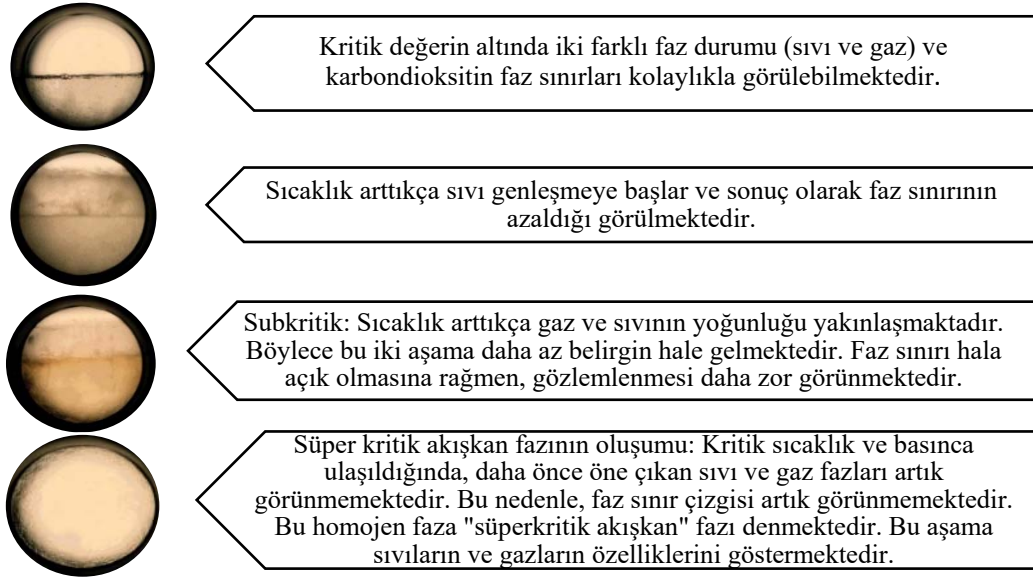 Kritik değerin altında iki farklı faz durumu (sıvı ve gaz) ve
karbondioksitin faz sınırları kolaylıkla görülebilmektedir.
Sıcaklık arttıkça sıvı genleşmeye başlar ve sonuç olarak faz sınırının
azaldığı görülmektedir.
Subkritik: Sıcaklık arttıkça gaz ve sıvının yoğunluğu yakınlaşmaktadır.
Böylece bu iki aşama daha az belirgin hale gelmektedir. Faz sınırı hala
açık olmasına rağmen, gözlemlenmesi daha zor görünmektedir.
Süper kritik akışkan fazının oluşumu: Kritik sıcaklık ve basınca
ulaşıldığında, daha önce öne çıkan sıvı ve gaz fazları artık
görünmemektedir. Bu nedenle, faz sınır çizgisi artık görünmemektedir.
Bu homojen faza "süperkritik akışkan" fazı denmektedir. Bu aşama
sıvıların ve gazların özelliklerini göstermektedir.